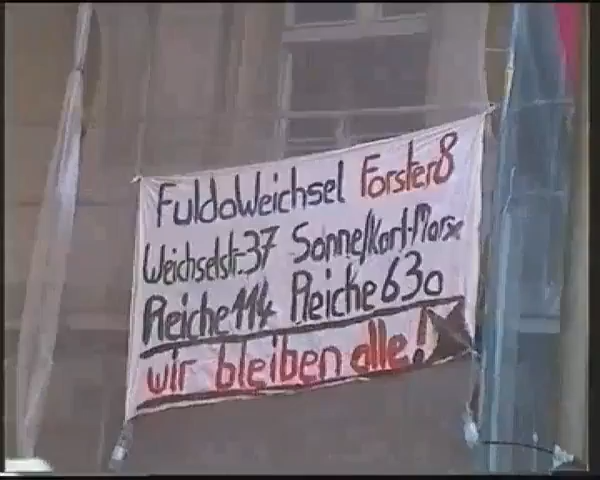 FuldaWeichsel Forster8
Weichselstr.37 Sonne/Karl-Marx
Reiche114 Reiche63a
wir bleiben alle!